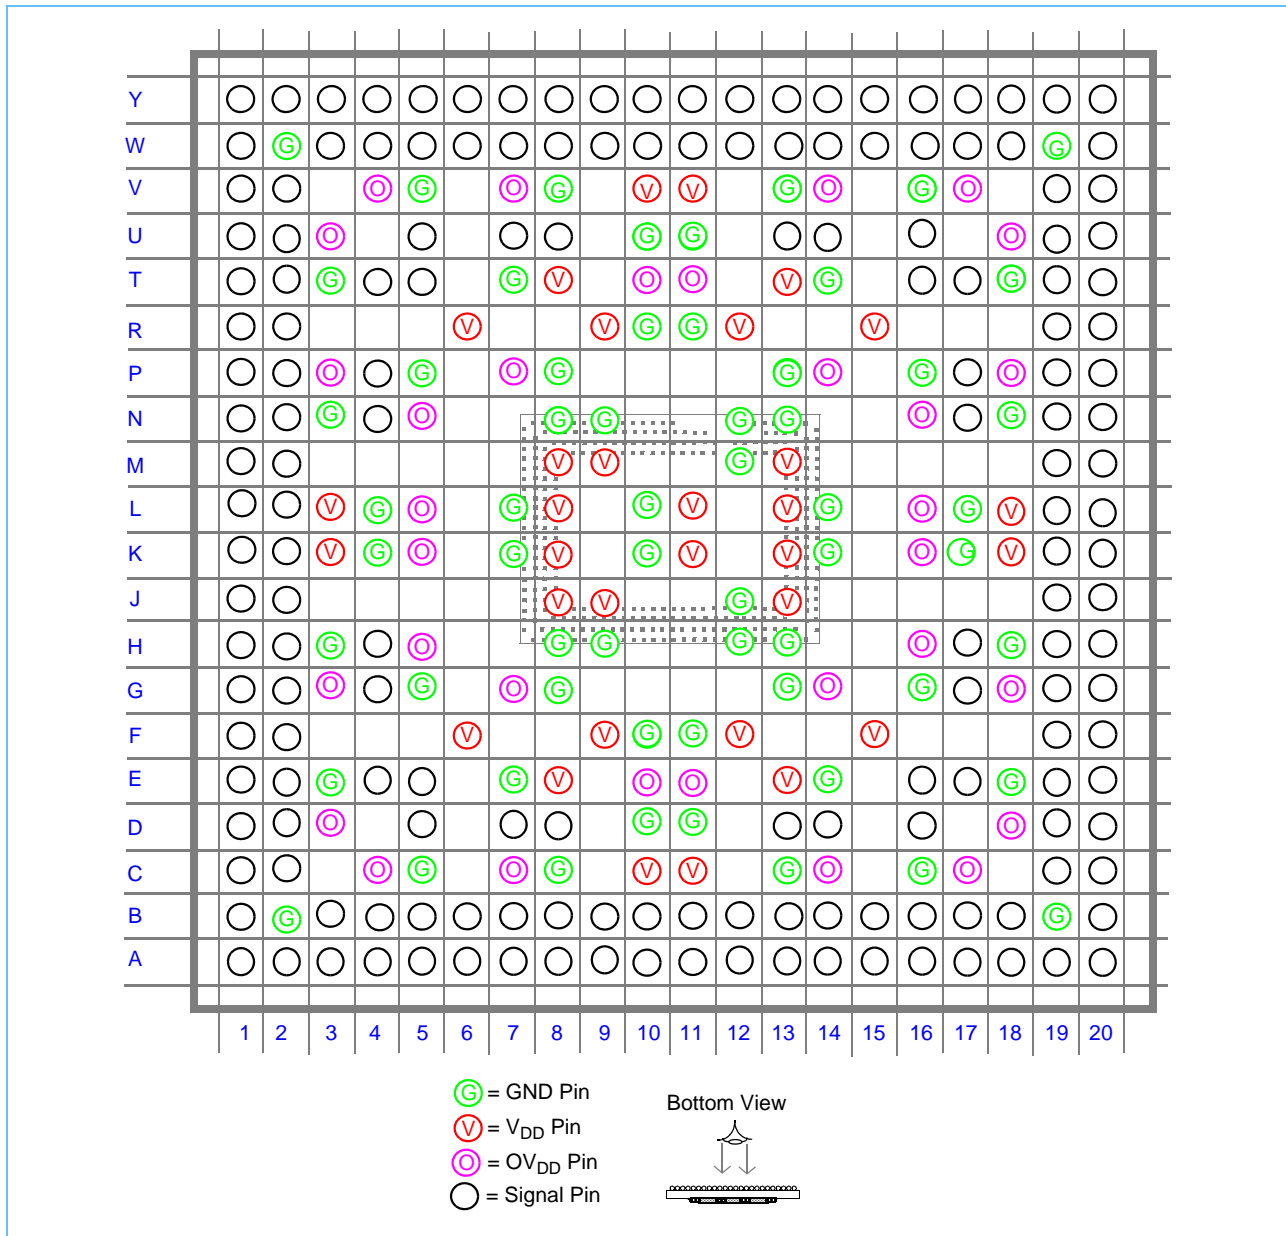 Y
W G G
V O G O G V V G O G O
U O G G O
T G G V O O V G G
R V V G G V V
P O G O G G O G O
N G O G G G G O G
M V V G V
L V G O G V G V V G O G V
K V G O G V G V V G O G V
J V V G V
H G O G G G G O G
G O G O G G O G O
F V V G G V V
E G G V O O V G G
D O G G O
C O G O G V V G O G O
B G G
A
1 2 3 4 5 6 7 8 9 10 11 12 13 14 15 16 17 18 19 20
G = GND Pin
V = VDD Pin
O = OVDD Pin
= Signal Pin
Bottom View